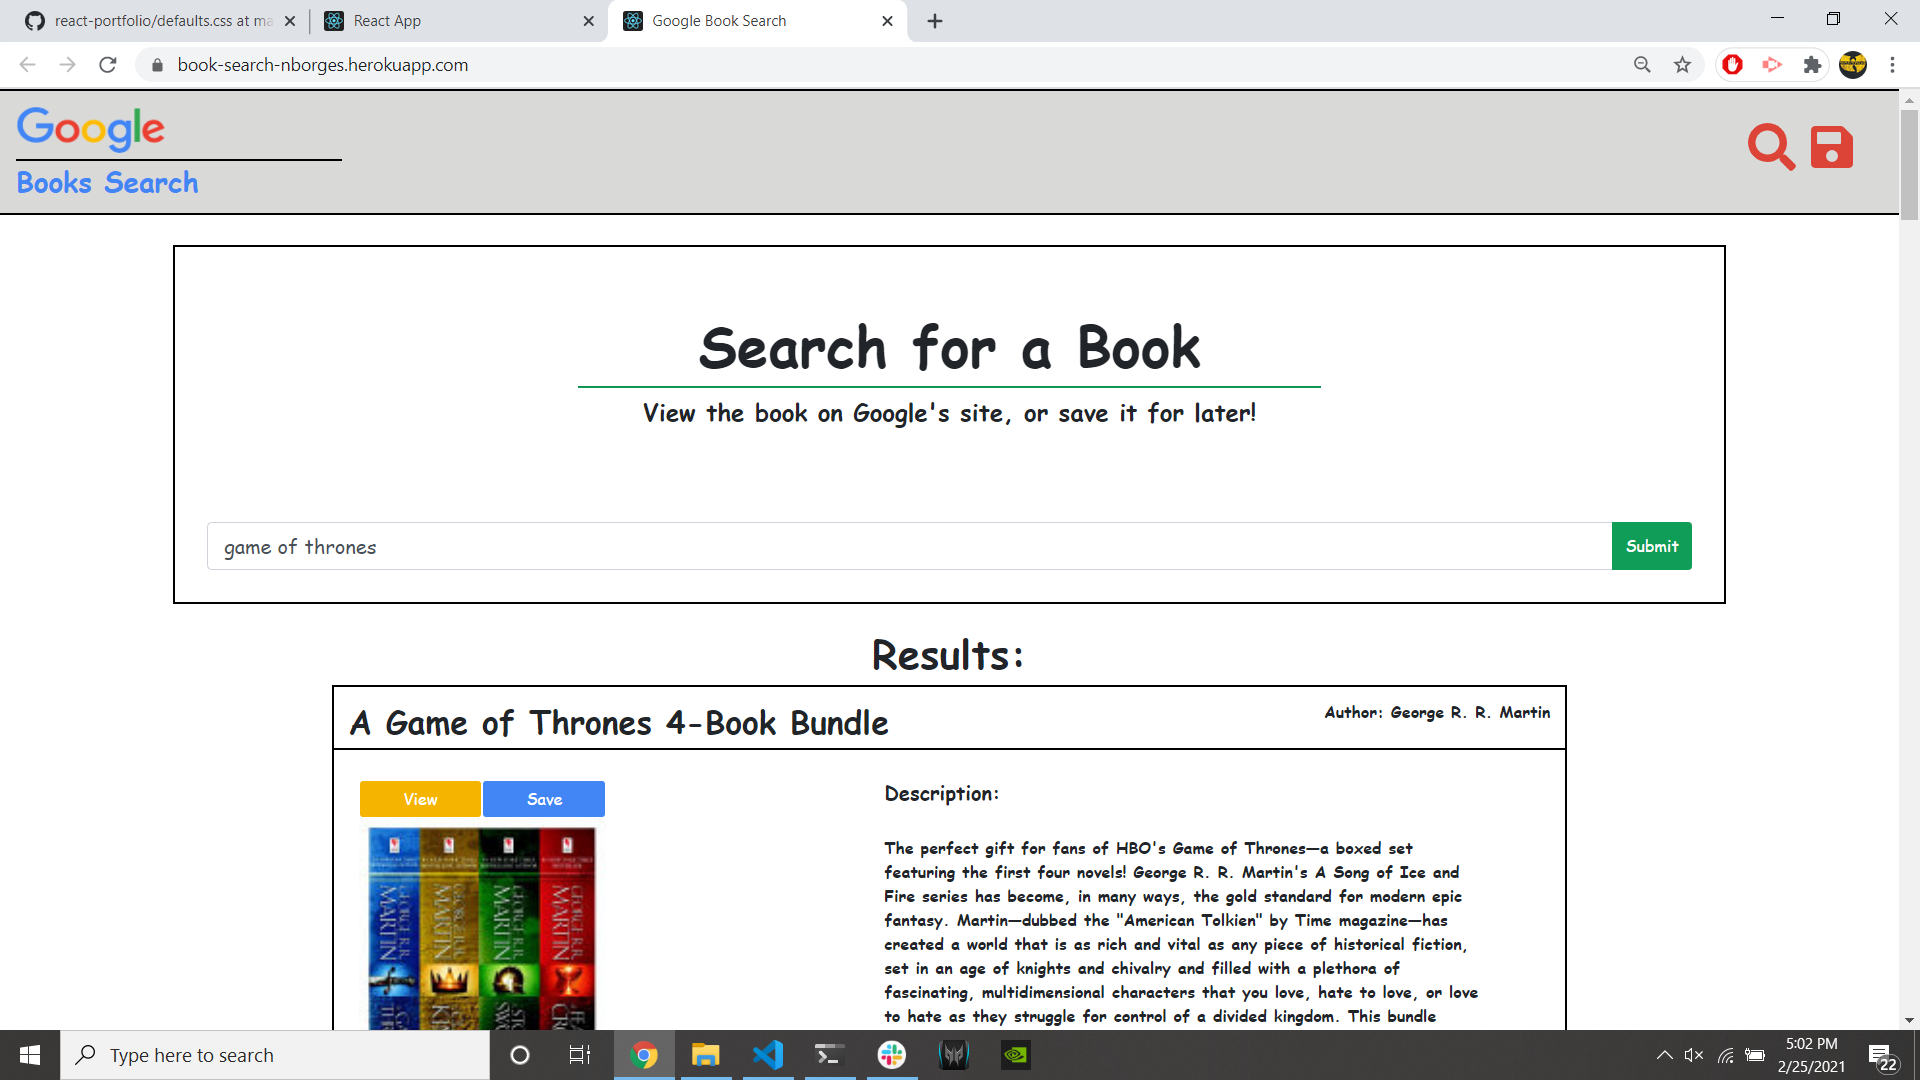 react-portfolio/defaults.css at ma
React App
Google Book Search
book-search-nborges.herokuapp.com
Google
Books Search
Search for a Book
View the book on Google's site, or save it for later!
game of thrones
Submit
Results:
A Game of Thrones 4-Book Bundle
Author: George R. R. Martin
View
Save
Description:
The perfect gift for fans of HBO's Game of Thrones—a boxed set
featuring the first four novels! George R. R. Martin's A Song of Ice and
Fire series has become, in many ways, the gold standard for modern epic
fantasy. Martin—dubbed the "American Tolkien" by Time magazine—has
created a world that is as rich and vital as any piece of historical fiction,
set in an age of knights and chivalry and filled with a plethora of
fascinating, multidimensional characters that you love, hate to love, or love
to hate as they struggle for control of a divided kingdom. This bundle
GEORGE R.R.
MARTIN
GEORGE R.R.
MARTIN
GEORGE R.R.
MARTIN
GEORGE R.R.
MARTIN
Type here to search
5:02 PM
2/25/2021
22